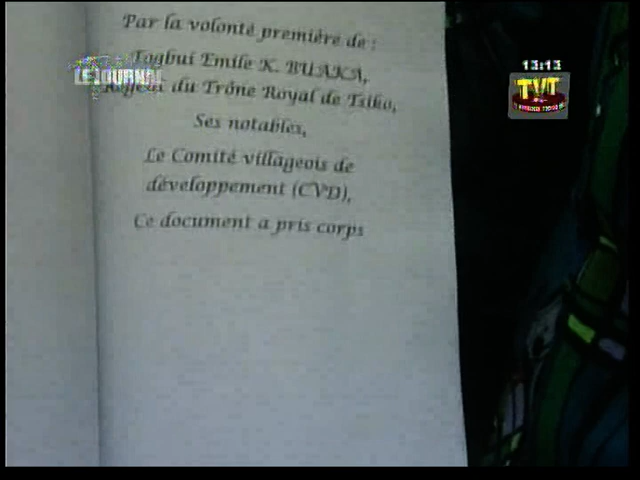 Par la volonté première de :
Togbui Emile K. BUAKA,
du Trône Royal de Tsiko,
Ses notables,
Le Comité villageois de
développement (CVD),
Ce document a pris corps
LE JOURNAL
13:13
TVT